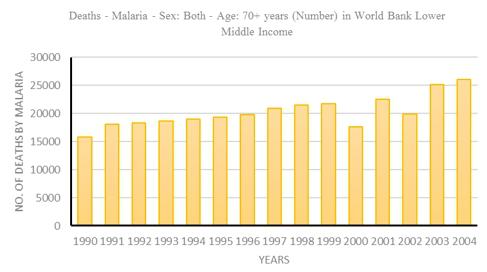 Deaths - Malaria - Sex: Both - Age: 70+ years (Number) in World Bank Lower
Middle Income
NO. OF DEATHS BY MALARIA
30000
25000
20000
15000
10000
5000
0
1990 1991 1992 1993 1994 1995 1996 1997 1998 1999 2000 2001 2002 2003 2004
YEARS